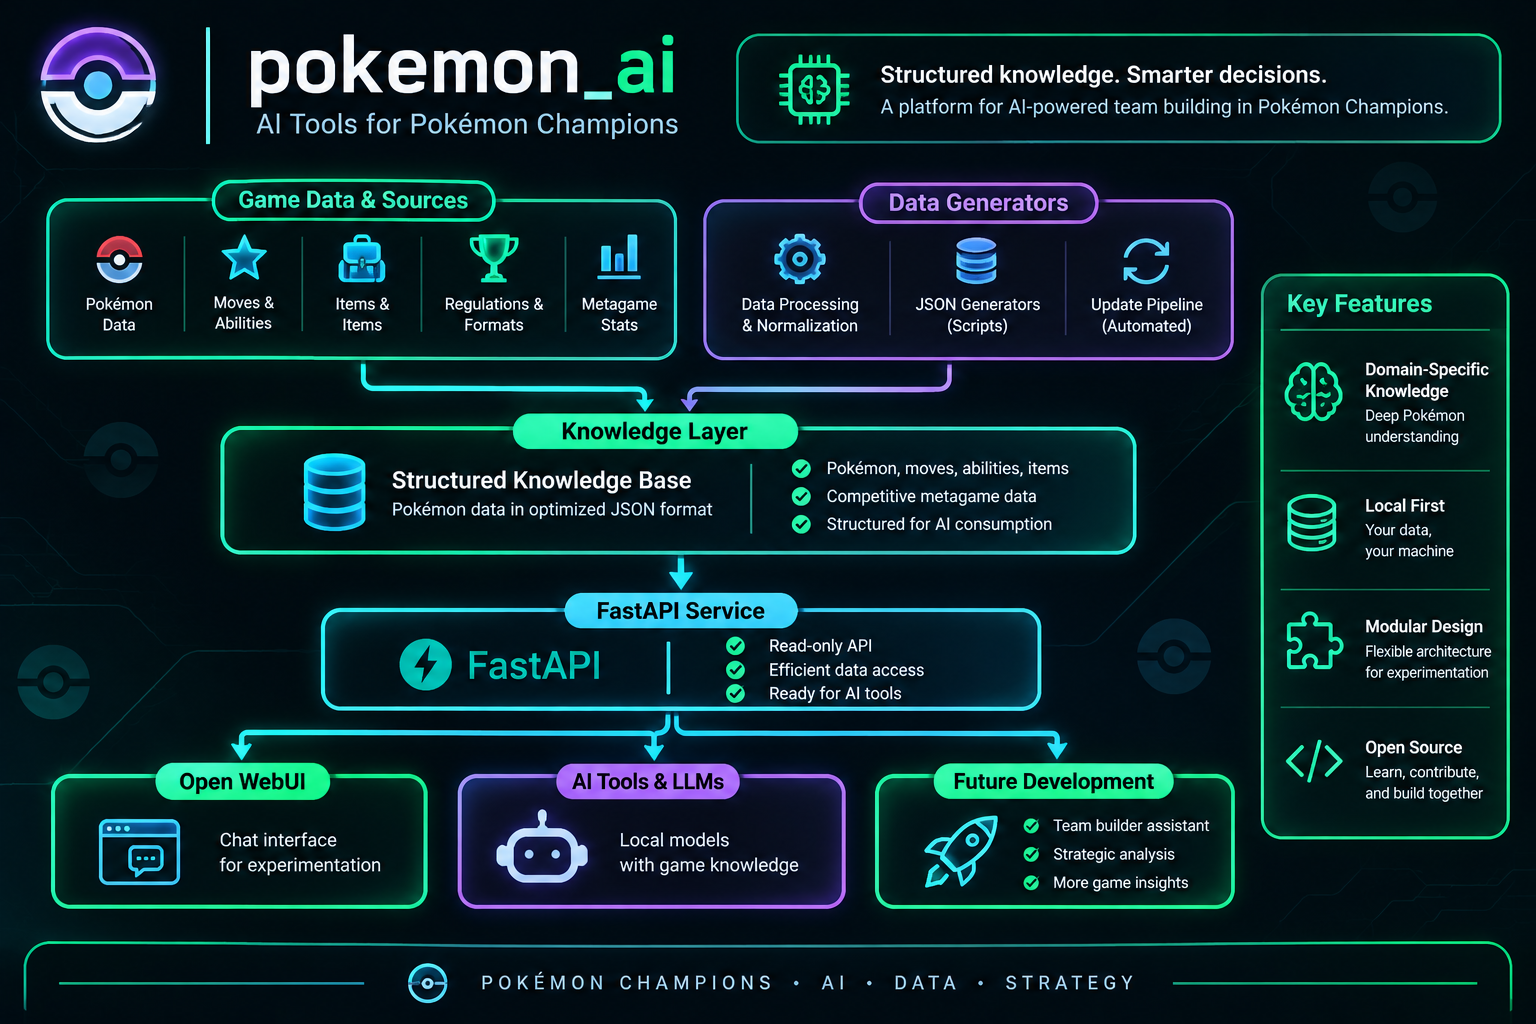 pokemon_ai
AI Tools for Pokémon Champions
Structured knowledge. Smarter decisions.
A platform for AI-powered team building in Pokémon Champions.
Game Data & Sources
Pokémon
Data
Moves &
Abilities
Items &
Items
Regulations &
Formats
Metagame
Stats
Data Generators
Data Processing
& Normalization
JSON Generators
(Scripts)
Update Pipeline
(Automated)
Knowledge Layer
Structured Knowledge Base
Pokémon data in optimized JSON format
Pokémon, moves, abilities, items
Competitive metagame data
Structured for AI consumption
FastAPI Service
FastAPI
Read-only API
Efficient data access
Ready for AI tools
Open WebUI
Chat interface
for experimentation
AI Tools & LLMs
Local models
with game knowledge
Future Development
Team builder assistant
Strategic analysis
More game insights
Key Features
Domain-Specific
Knowledge
Deep Pokémon
understanding
Local First
Your data,
your machine
Modular Design
Flexible architecture
for experimentation
Open Source
Learn, contribute,
and build together
POKÉMON CHAMPIONS • AI • DATA • STRATEGY